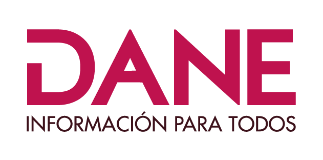 DANE
INFORMACIÓN PARA TODOS